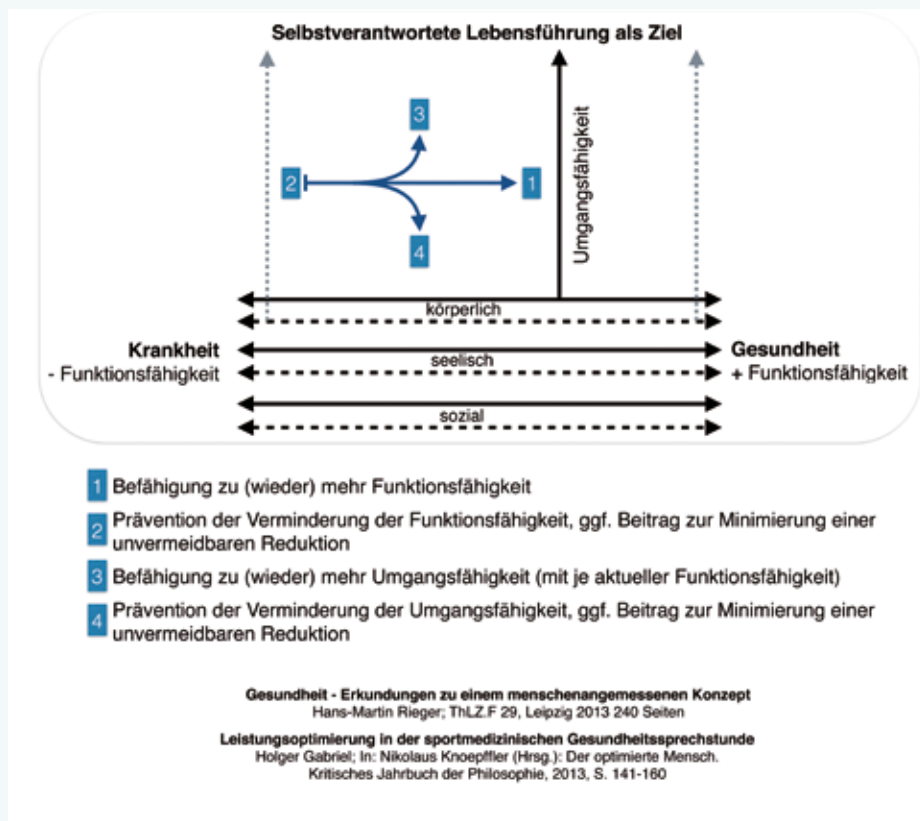 Selbstverantwortete Lebensführung als Ziel
3
Umgangsfähigkeit
2
1
4
körperlich
Krankheit
- Funktionsfähigkeit
seelisch
Gesundheit
+ Funktionsfähigkeit
sozial
1 Befähigung zu (wieder) mehr Funktionsfähigkeit
2 Prävention der Verminderung der Funktionsfähigkeit, ggf. Beitrag zur Minimierung einer
unvermeidbaren Reduktion
3 Befähigung zu (wieder) mehr Umgangsfähigkeit (mit je aktueller Funktionsfähigkeit)
4 Prävention der Verminderung der Umgangsfähigkeit, ggf. Beitrag zur Minimierung einer
unvermeidbaren Reduktion
Gesundheit - Erkundungen zu einem menschenangemessenen Konzept
Hans-Martin Rieger; ThLZ.F 29, Leipzig 2013 240 Seiten
Leistungsoptimierung in der sportmedizinischen Gesundheitssprechstunde
Holger Gabriel; In: Nikolaus Knoepffler (Hrsg.): Der optimierte Mensch.
Kritisches Jahrbuch der Philosophie, 2013, S. 141-160